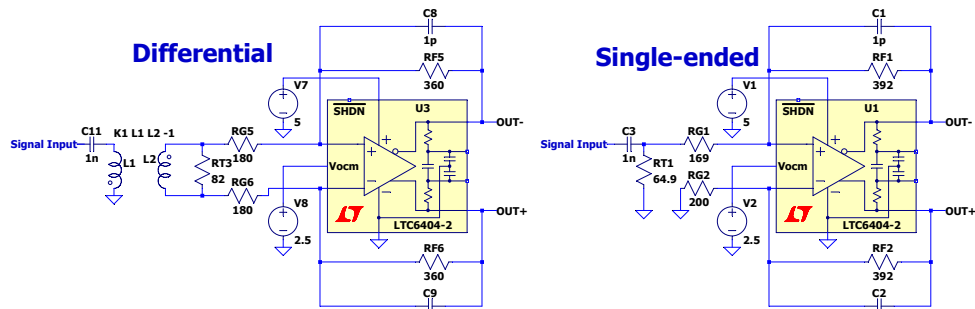 Differential
C8
1p
RF5
360
V7
5
SHDN
U3
OUT-
Signal Input
C11
1n
K1 L1 L2 -1
L1
L2
RT3
82
RG5
180
RG6
180
Vocm
V8
2.5
LTC6404-2
OUT+
RF6
360
C9
Single-ended
C1
1p
RF1
392
V1
5
SHDN
U1
OUT-
Signal Input
C3
1n
RT1
64.9
RG1
169
RG2
200
Vocm
V2
2.5
LTC6404-2
OUT+
RF2
392
C2